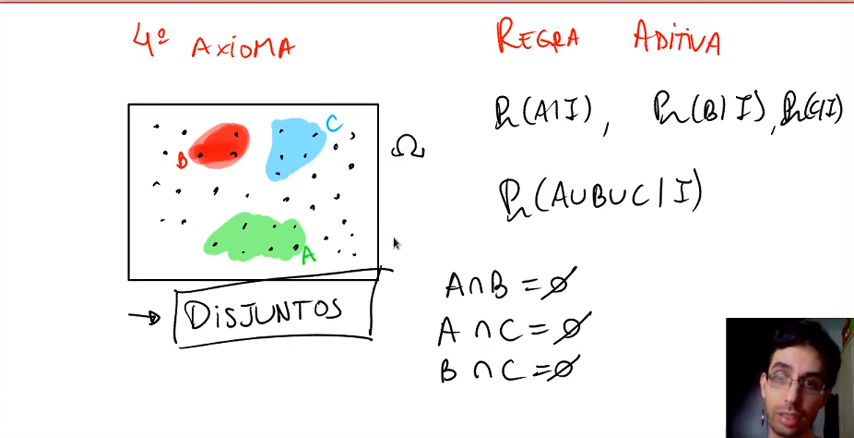 4º AXIOMA
REGRA ADITIVA
Pr(A|I), Pr(B|I), Pr(C|I)
B
C
Ω
Pr(A∪B∪C|I)
A
A∩B=∅
→ DISJUNTOS
A∩C=∅
B∩C=∅